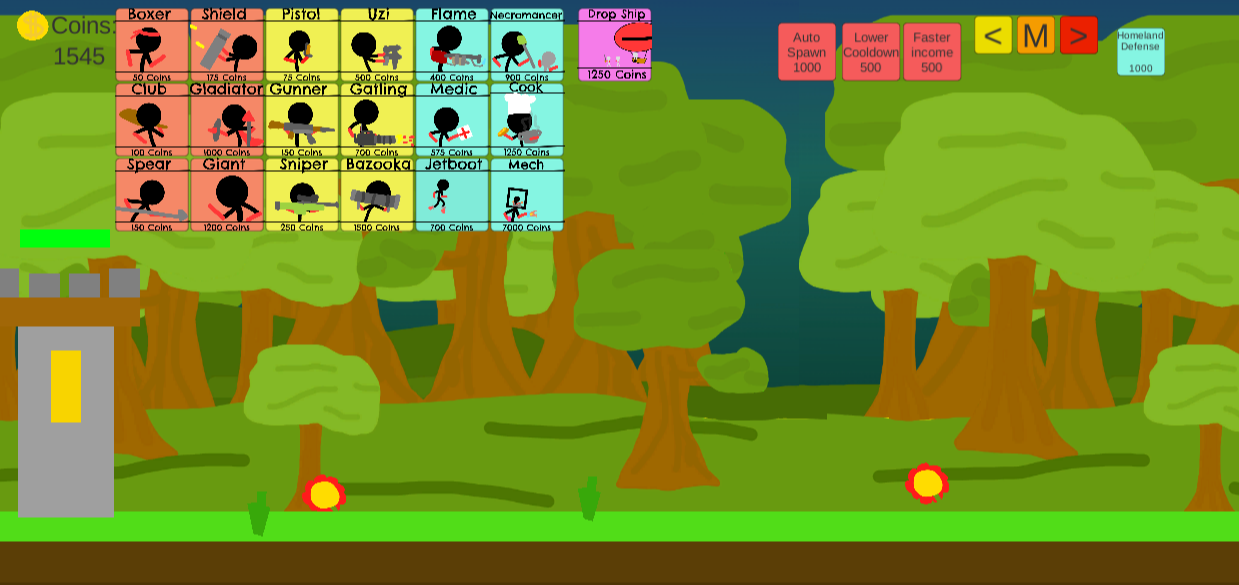 Coins:
1545
Boxer
50 Coins
Shield
175 Coins
Pistol
75 Coins
Uzi
500 Coins
Flame
400 Coins
Necromancer
900 Coins
Drop Ship
1250 Coins
Club
100 Coins
Gladiator
1000 Coins
Gunner
150 Coins
Gatling
700 Coins
Medic
575 Coins
Cook
1250 Coins
Spear
150 Coins
Giant
1200 Coins
Sniper
250 Coins
Bazooka
1500 Coins
Jetboot
700 Coins
Mech
7000 Coins
Auto
Spawn
1000
Lower
Cooldown
500
Faster
income
500
<
M
>
Homeland
Defense
1000